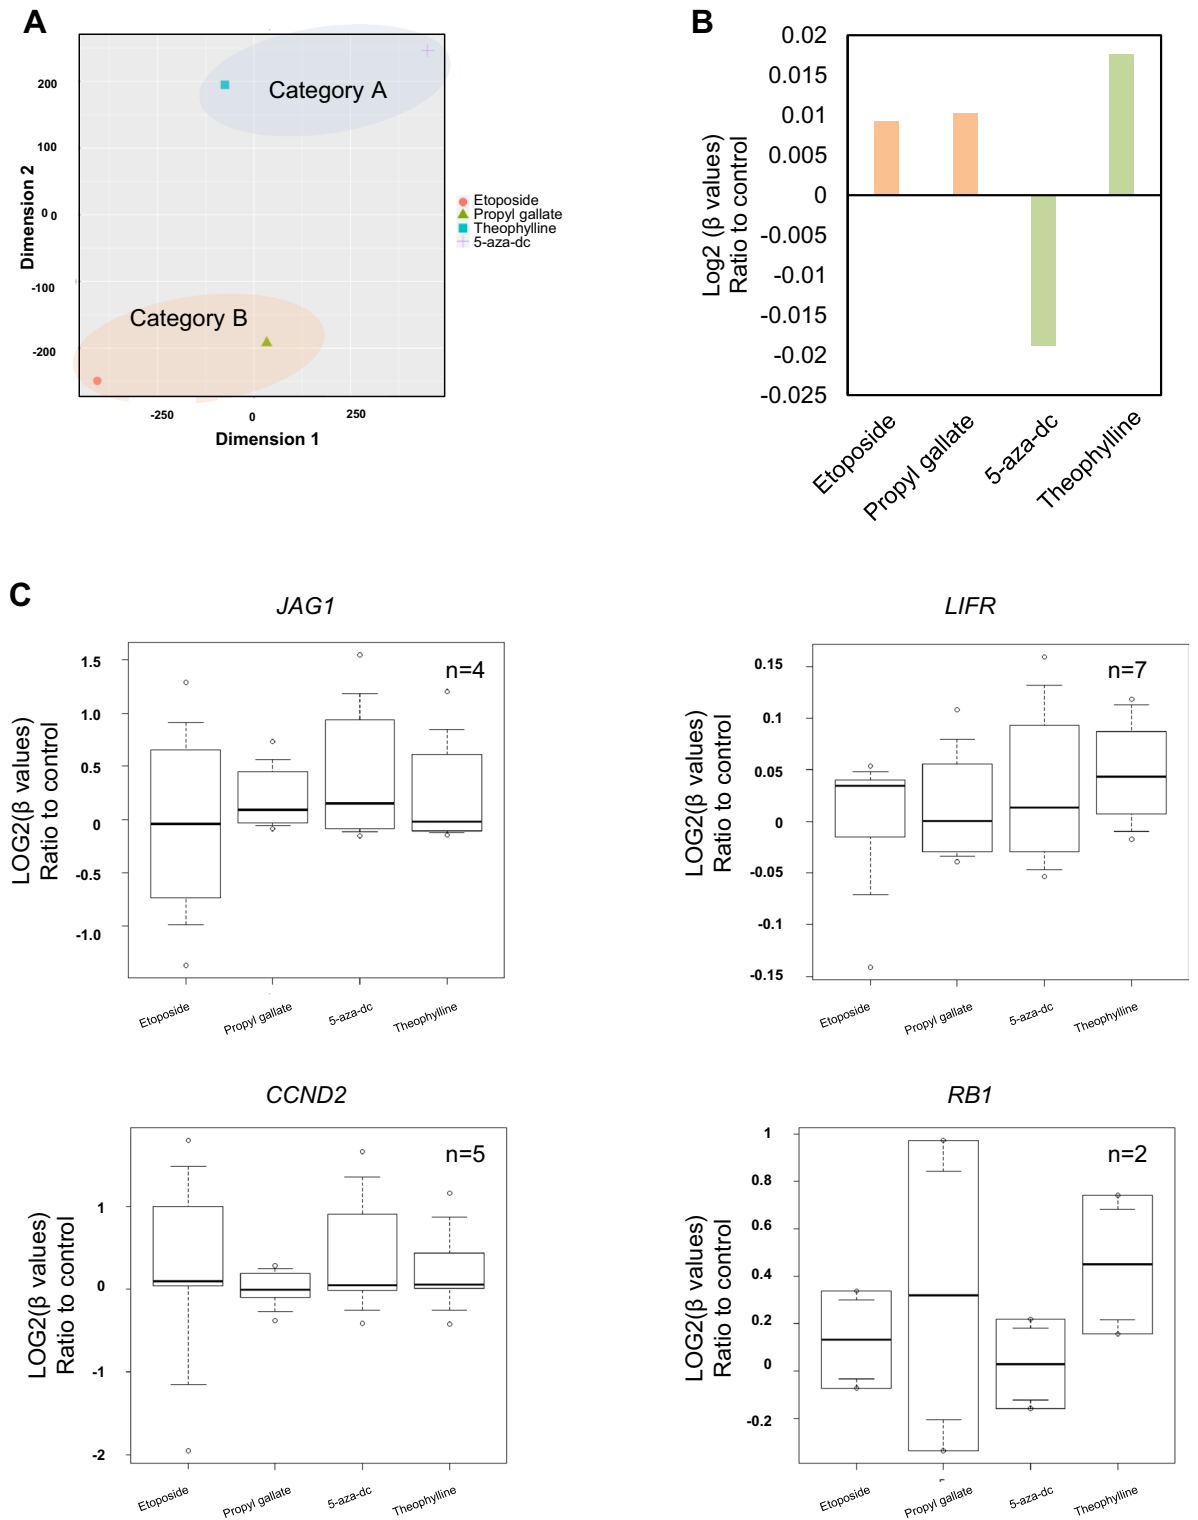 A
200
100
0 0
-100
-200
Dimension 2
Category A
Category B
-250
0
250
Dimension 1
Etoposide
Propyl gallate
Theophylline
5-aza-dc
B
0.02
0.015
0.01
0.005
0
-0.005
-0.01
-0.015
-0.02
-0.025
Log2 (β values)
Ratio to control
Etoposide
Propyl gallate
5-aza-dc
Theophylline
C
JAG1
n=4
1.5
1.0
0.5
0
-0.5
-1.0
LOG2(β values)
Ratio to control
Etoposide
Propyl gallate
5-aza-dc
Theophylline
LIFR
n=7
0.15
0.1
0.05
0
-0.05
-0.1
-0.15
LOG2(β values)
Ratio to control
Etoposide
Propyl gallate
5-aza-dc
Theophylline
CCND2
n=5
1
0
-1
-2
LOG2(β values)
Ratio to control
Etoposide
Propyl gallate
5-aza-dc
Theophylline
RB1
n=2
1
0.8
0.6
0.4
0.2
0
-0.2
LOG2(β values)
Ratio to control
Etoposide
Propyl gallate
5-aza-dc
Theophylline